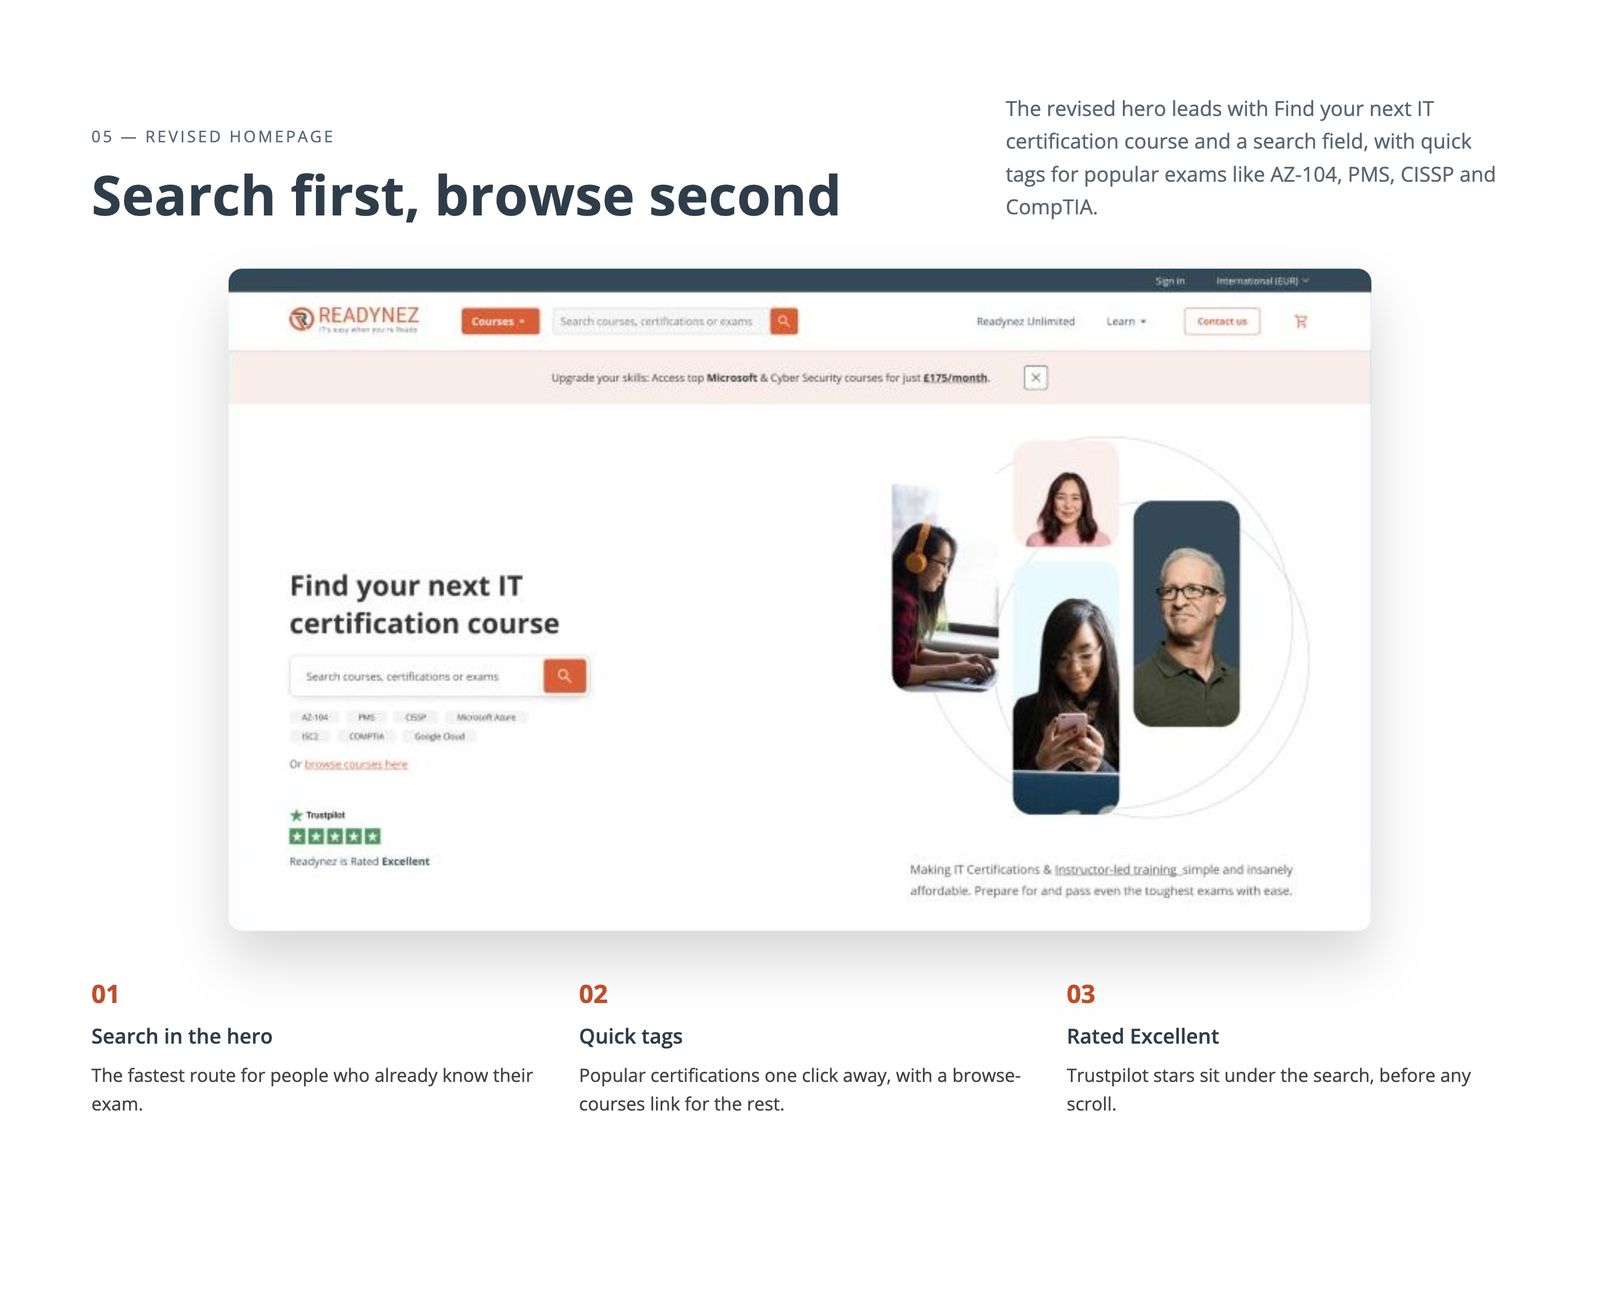 05 — REVISED HOMEPAGE
Search first, browse second
The revised hero leads with Find your next IT
certification course and a search field, with quick
tags for popular exams like AZ-104, PMS, CISSP and
CompTIA.
Sign in International (EUR)
READYNEZ
IT's easy when you're Ready
Courses
Search courses, certifications or exams
Readynez Unlimited Learn Contact us
Upgrade your skills: Access top Microsoft & Cyber Security courses for just £175/month.
Find your next IT
certification course
Search courses, certifications or exams
AZ-104 PMS CISSP Microsoft Azure
ISC2 COMPTIA Google Cloud
Or browse courses here
Trustpilot
Readynez is Rated Excellent
Making IT Certifications & Instructor-led training simple and insanely
affordable. Prepare for and pass even the toughest exams with ease.
01
Search in the hero
The fastest route for people who already know their
exam.
02
Quick tags
Popular certifications one click away, with a browse-
courses link for the rest.
03
Rated Excellent
Trustpilot stars sit under the search, before any
scroll.